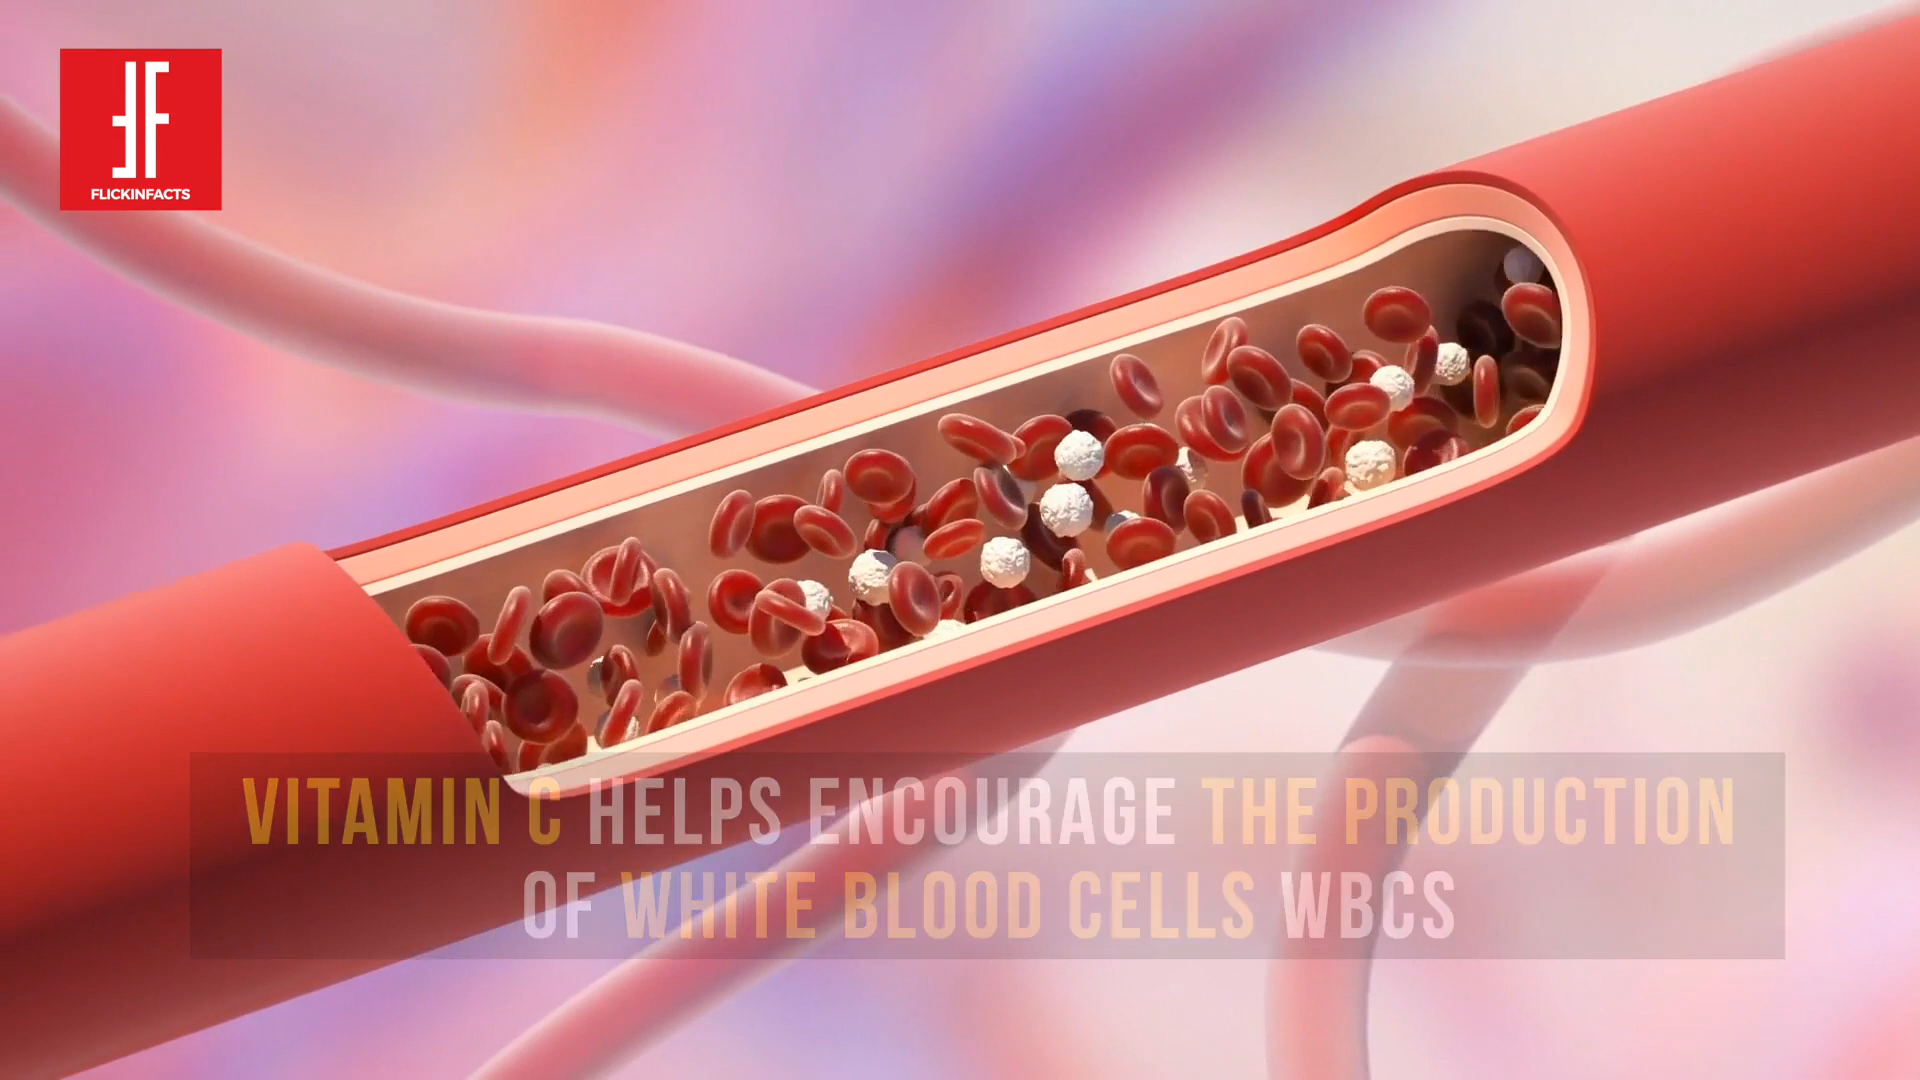 FLICKINFACTS
VITAMIN C HELPS ENCOURAGE THE PRODUCTION
OF WHITE BLOOD CELLS WBCS